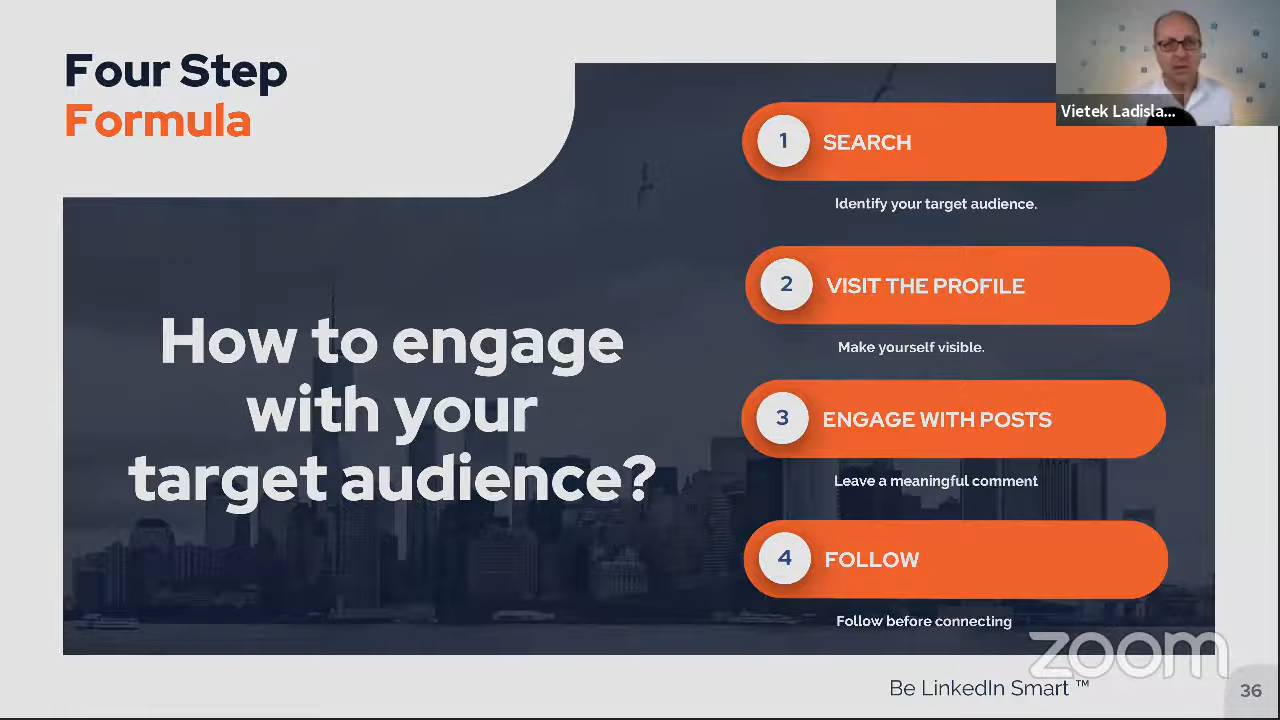 Four Step
Formula
Vietek Ladisla...
How to engage
with your
target audience?
1
SEARCH
Identify your target audience.
2
VISIT THE PROFILE
Make yourself visible.
3
ENGAGE WITH POSTS
Leave a meaningful comment
4
FOLLOW
Follow before connecting
zoom
Be LinkedIn Smart ™
36